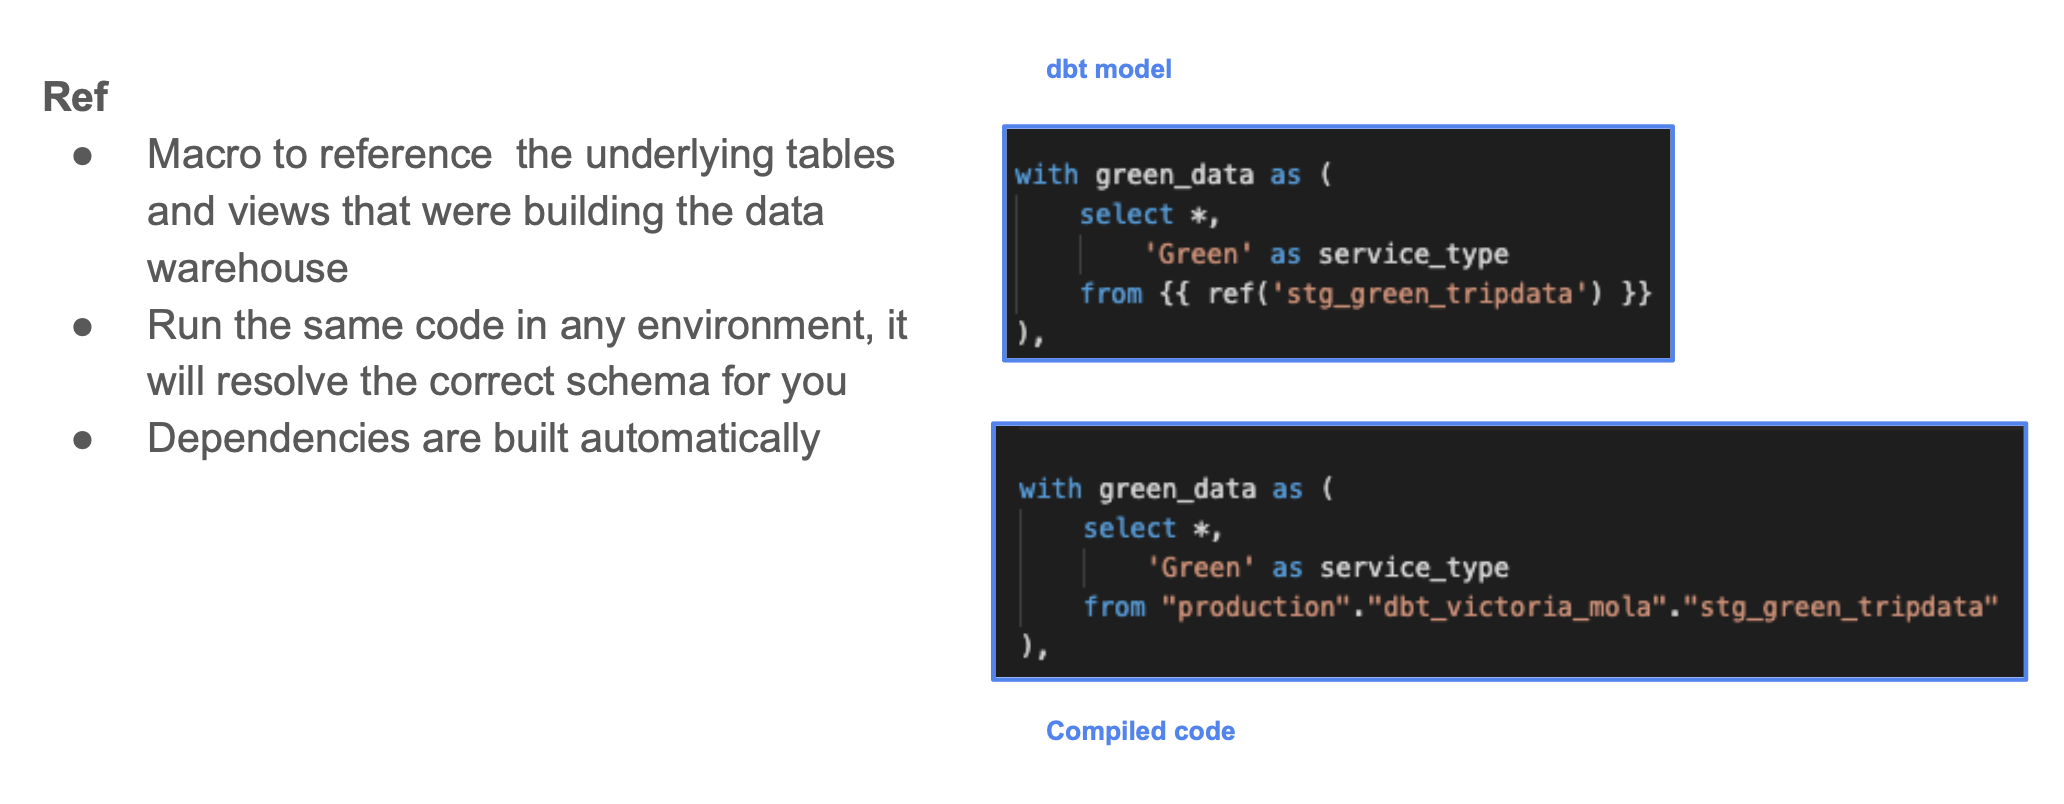 Ref
● Macro to reference  the underlying tables
and views that were building the data
warehouse
● Run the same code in any environment, it
will resolve the correct schema for you
● Dependencies are built automatically
dbt model
with green_data as (
    select *,
        'Green' as service_type
    from {{ ref('stg_green_tripdata') }}
),
with green_data as (
    select *,
        'Green' as service_type
    from "production"."dbt_victoria_mola"."stg_green_tripdata"
),
Compiled code